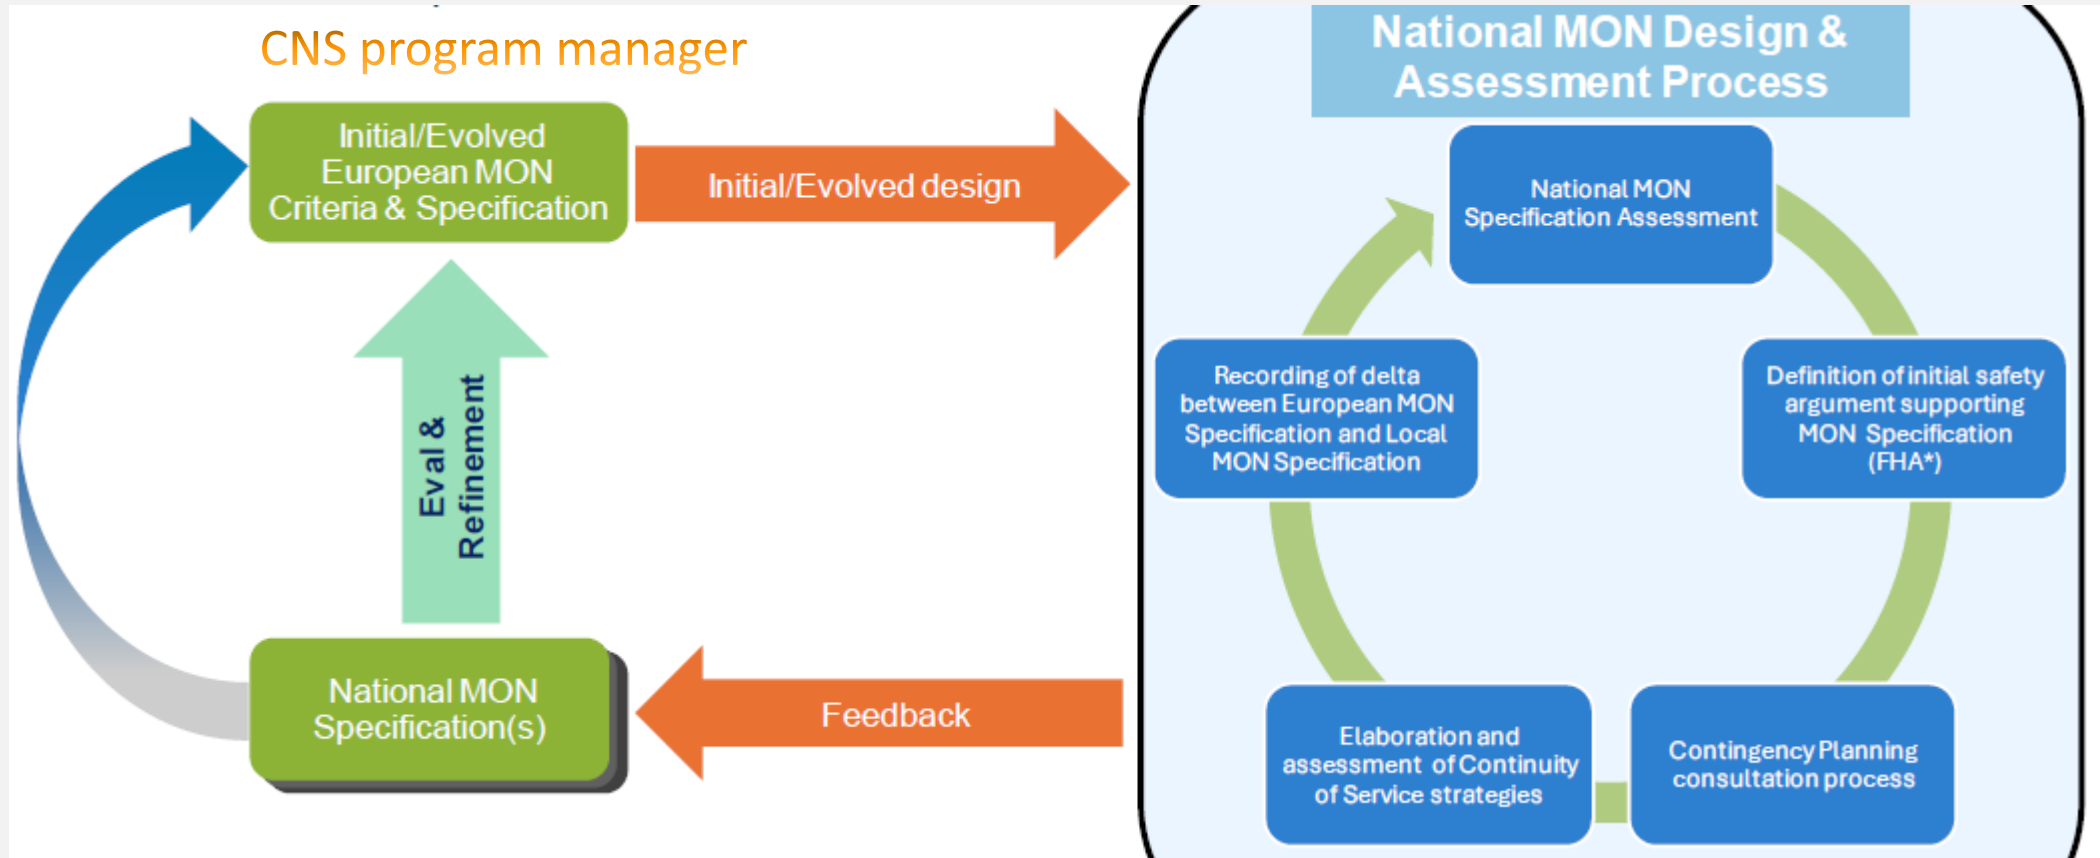 CNS program manager
Initial/Evolved
European MON
Criteria & Specification
Initial/Evolved design
Eval &
Refinement
National MON
Specification(s)
Feedback
National MON Design &
Assessment Process
National MON
Specification Assessment
Definition of initial safety
argument supporting
MON Specification
(FHA*)
Contingency Planning
consultation process
Elaboration and
assessment of Continuity
of Service strategies
Recording of delta
between European MON
Specification and Local
MON Specification